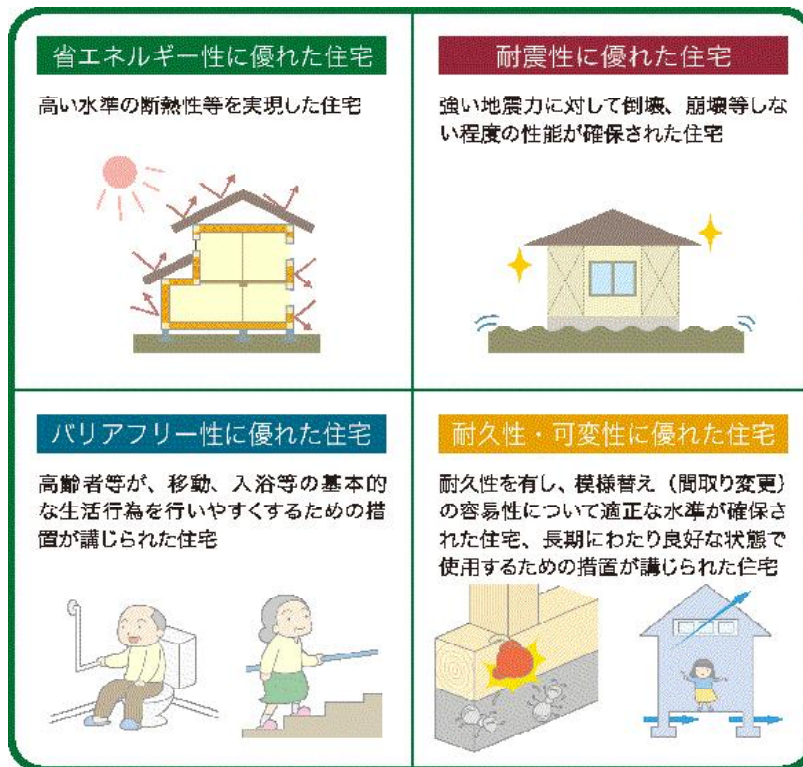 省エネルギー性に優れた住宅
高い水準の断熱性等を実現した住宅
耐震性に優れた住宅
強い地震力に対して倒壊、崩壊等しな
い程度の性能が確保された住宅
バリアフリー性に優れた住宅
高齢者等が、移動、入浴等の基本的
な生活行為を行いやすくするための措
置が講じられた住宅
耐久性・可変性に優れた住宅
耐久性を有し、模様替え（間取り変更）
の容易性について適正な水準が確保さ
れた住宅、長期にわたり良好な状態で
使用するための措置が講じられた住宅